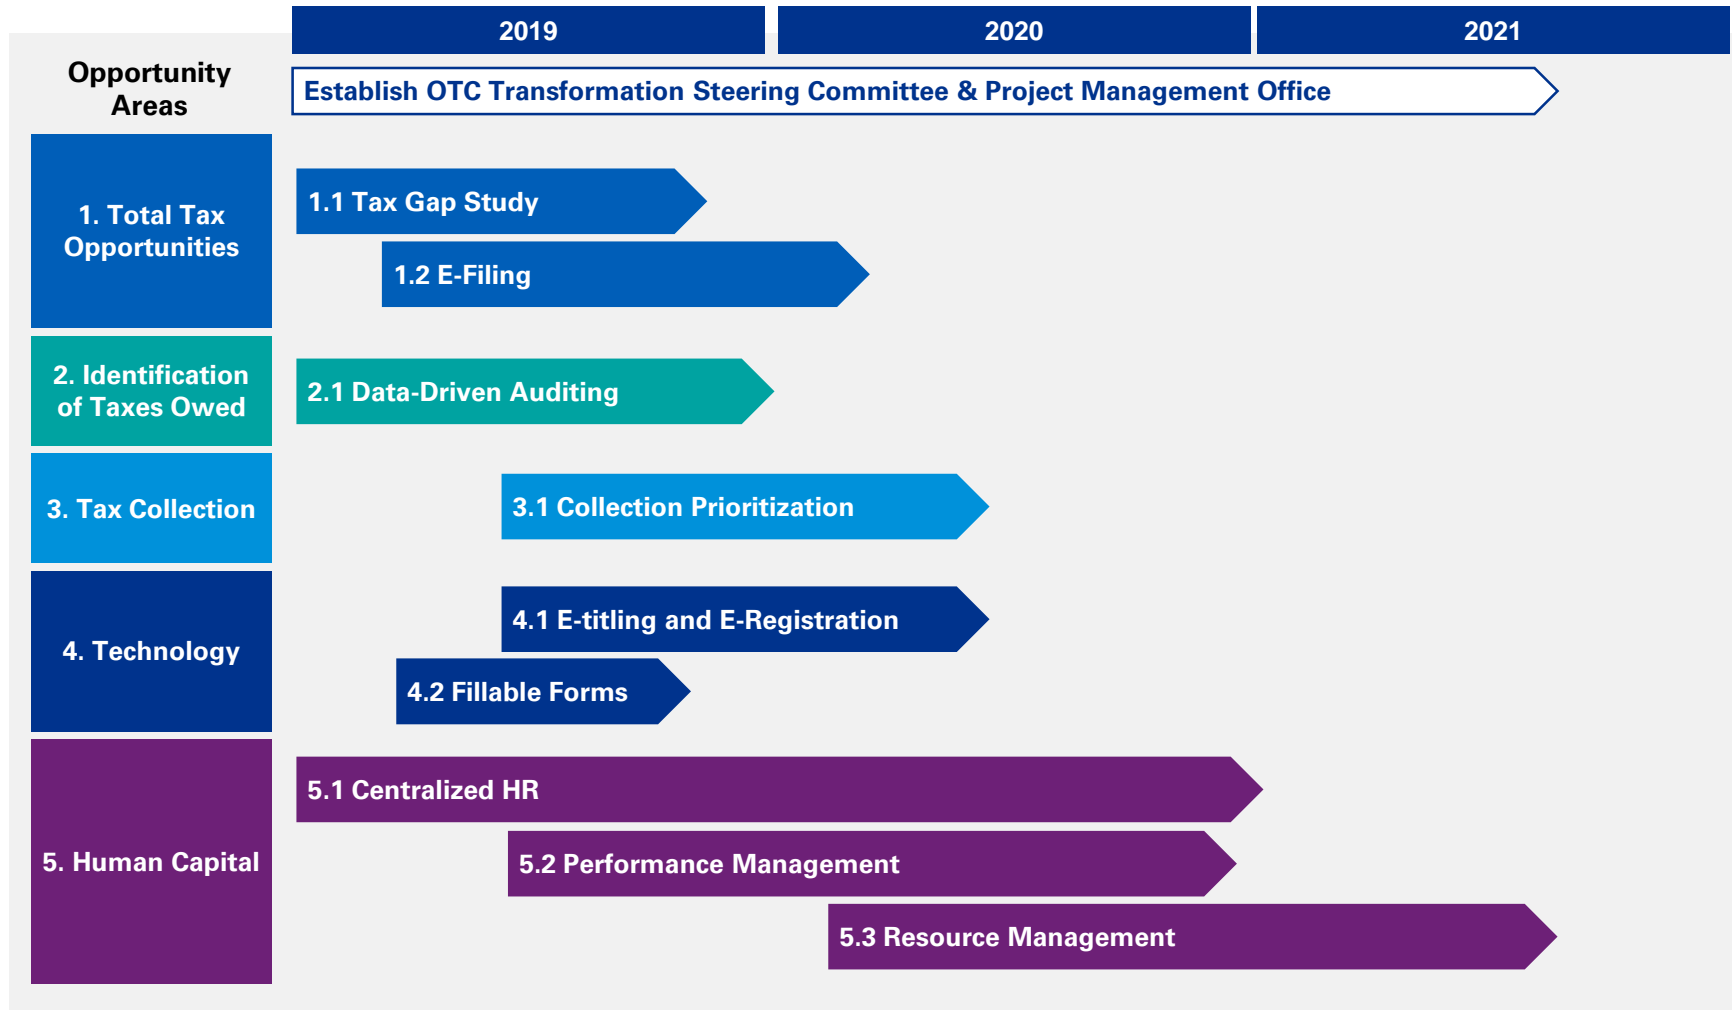 2019
2020
2021
Opportunity
Areas
Establish OTC Transformation Steering Committee & Project Management Office
1. Total Tax
Opportunities
1.1 Tax Gap Study
1.2 E-Filing
2. Identification
of Taxes Owed
2.1 Data-Driven Auditing
3. Tax Collection
3.1 Collection Prioritization
4. Technology
4.1 E-titling and E-Registration
4.2 Fillable Forms
5. Human Capital
5.1 Centralized HR
5.2 Performance Management
5.3 Resource Management